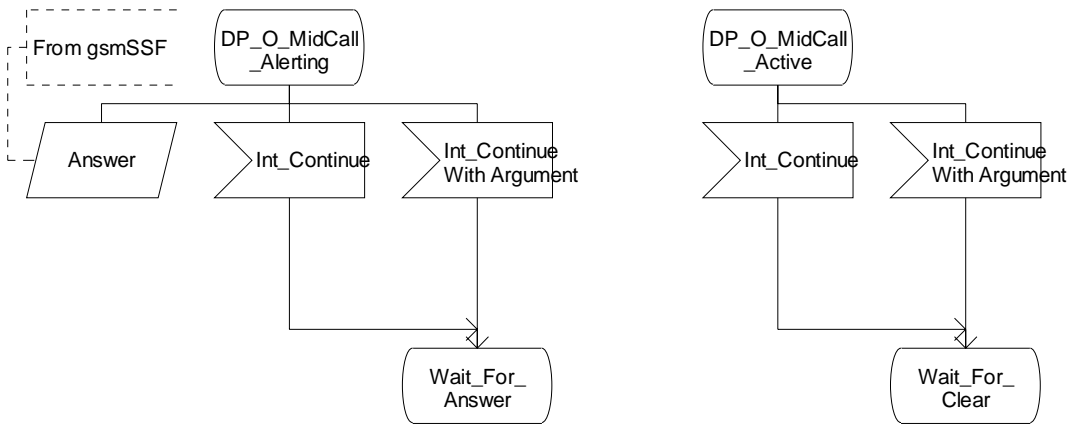 From gsmSSF
DP_O_MidCall
_Alerting
DP_O_MidCall
_Active
Answer
Int_Continue
Int_Continue
With Argument
Int_Continue
Int_Continue
With Argument
Wait_For_
Answer
Wait_For_
Clear